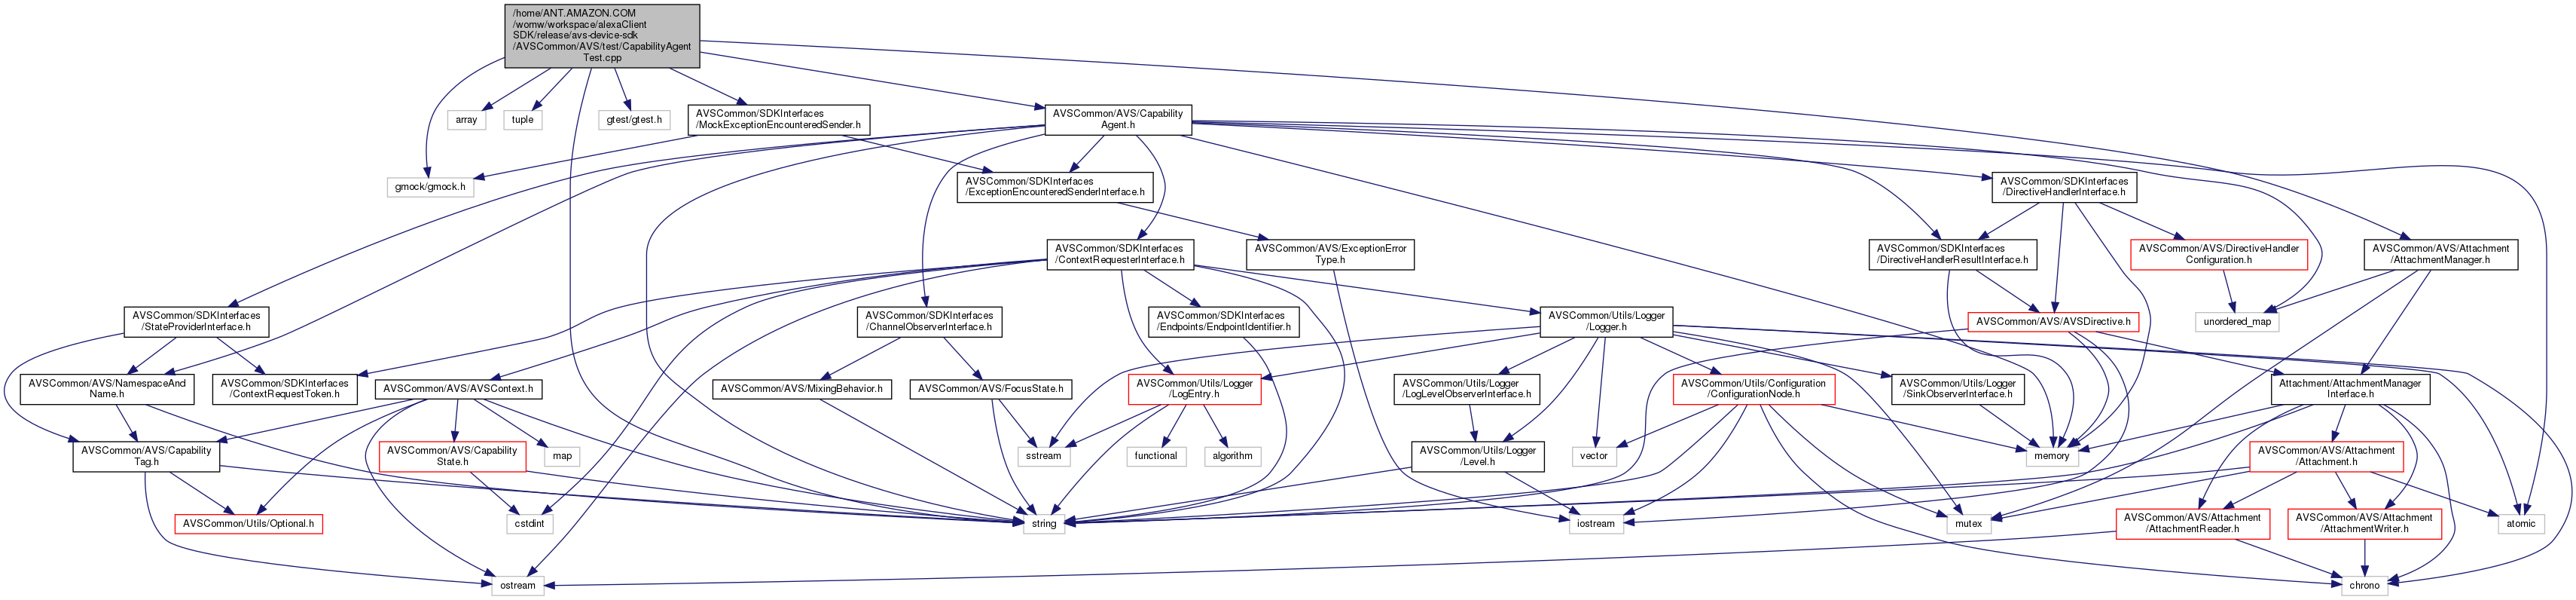 /home/ANT.AMAZON.COM
/womw/workspace/alexaClient
SDK/release/avs-device-sdk
/AVSCommon/AVS/test/CapabilityAgent
Test.cpp
array
tuple
gtest/gtest.h
AVSCommon/SDKInterfaces
/MockExceptionEncounteredSender.h
AVSCommon/AVS/Capability
Agent.h
gmock/gmock.h
AVSCommon/SDKInterfaces
/ExceptionEncounteredSenderInterface.h
AVSCommon/SDKInterfaces
/DirectiveHandlerInterface.h
AVSCommon/SDKInterfaces
/ContextRequesterInterface.h
AVSCommon/AVS/ExceptionError
Type.h
AVSCommon/SDKInterfaces
/DirectiveHandlerResultInterface.h
AVSCommon/AVS/DirectiveHandler
Configuration.h
AVSCommon/AVS/Attachment
/AttachmentManager.h
AVSCommon/SDKInterfaces
/StateProviderInterface.h
AVSCommon/SDKInterfaces
/ChannelObserverInterface.h
AVSCommon/SDKInterfaces
/Endpoints/EndpointIdentifier.h
AVSCommon/Utils/Logger
/Logger.h
AVSCommon/AVS/AVSDirective.h
unordered_map
AVSCommon/AVS/NamespaceAnd
Name.h
AVSCommon/SDKInterfaces
/ContextRequestToken.h
AVSCommon/AVS/AVSContext.h
AVSCommon/AVS/MixingBehavior.h
AVSCommon/AVS/FocusState.h
AVSCommon/Utils/Logger
/LogEntry.h
AVSCommon/Utils/Logger
/LogLevelObserverInterface.h
AVSCommon/Utils/Configuration
/ConfigurationNode.h
AVSCommon/Utils/Logger
/SinkObserverInterface.h
Attachment/AttachmentManager
Interface.h
AVSCommon/AVS/Capability
Tag.h
AVSCommon/AVS/Capability
State.h
map
sstream
functional
algorithm
AVSCommon/Utils/Logger
/Level.h
vector
memory
AVSCommon/AVS/Attachment
/Attachment.h
AVSCommon/Utils/Optional.h
cstdint
string
iostream
mutex
AVSCommon/AVS/Attachment
/AttachmentReader.h
AVSCommon/AVS/Attachment
/AttachmentWriter.h
atomic
ostream
chrono